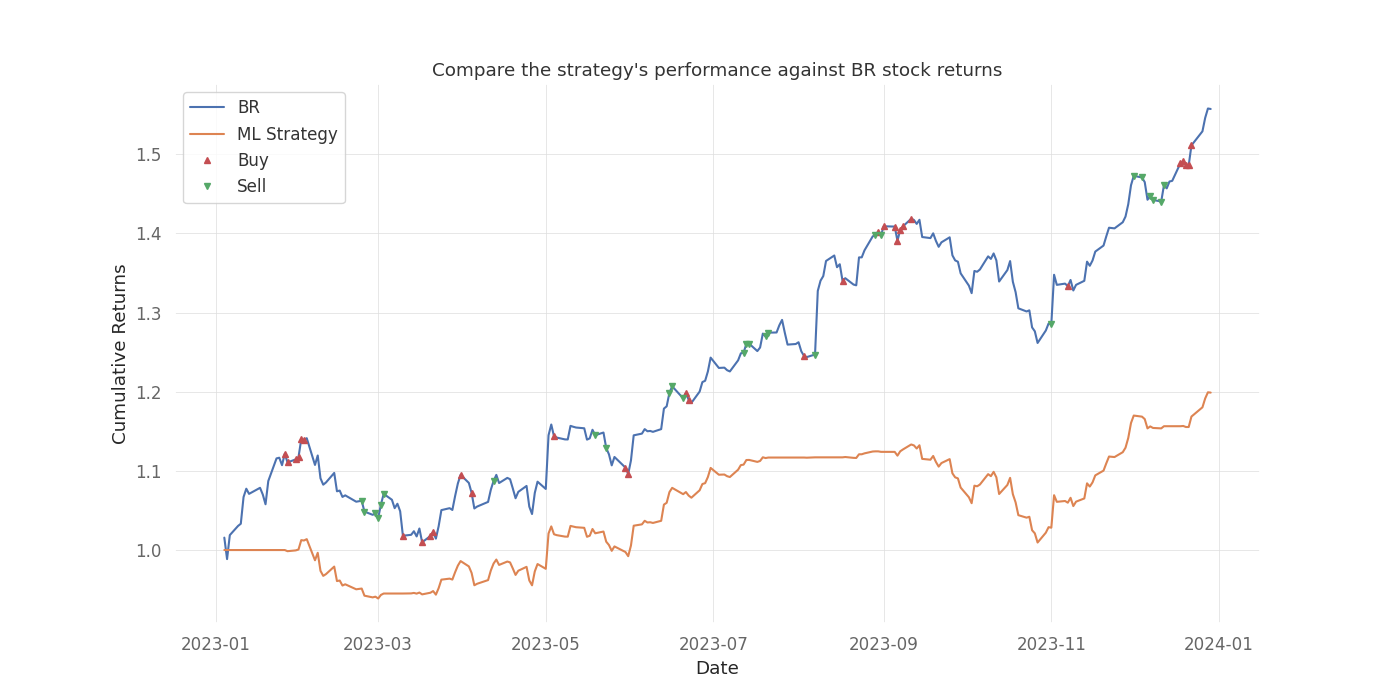 Compare the strategy's performance against BR stock returns
BR
ML Strategy
Buy
Sell
Cumulative Returns
1.5
1.4
1.3
1.2
1.1
1.0
2023-01 2023-03 2023-05 2023-07 2023-09 2023-11 2024-01
Date